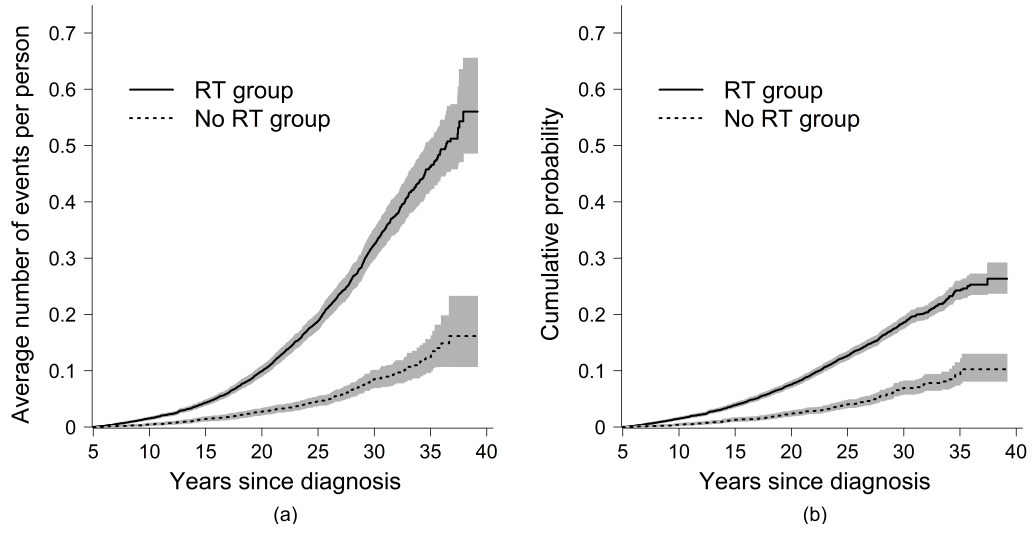 Average number of events per person
0.7
0.6
0.5
0.4
0.3
0.2
0.1
0
RT group
No RT group
5 10 15 20 25 30 35 40
Years since diagnosis
(a)
Cumulative probability
0.7
0.6
0.5
0.4
0.3
0.2
0.1
0
RT group
No RT group
5 10 15 20 25 30 35 40
Years since diagnosis
(b)